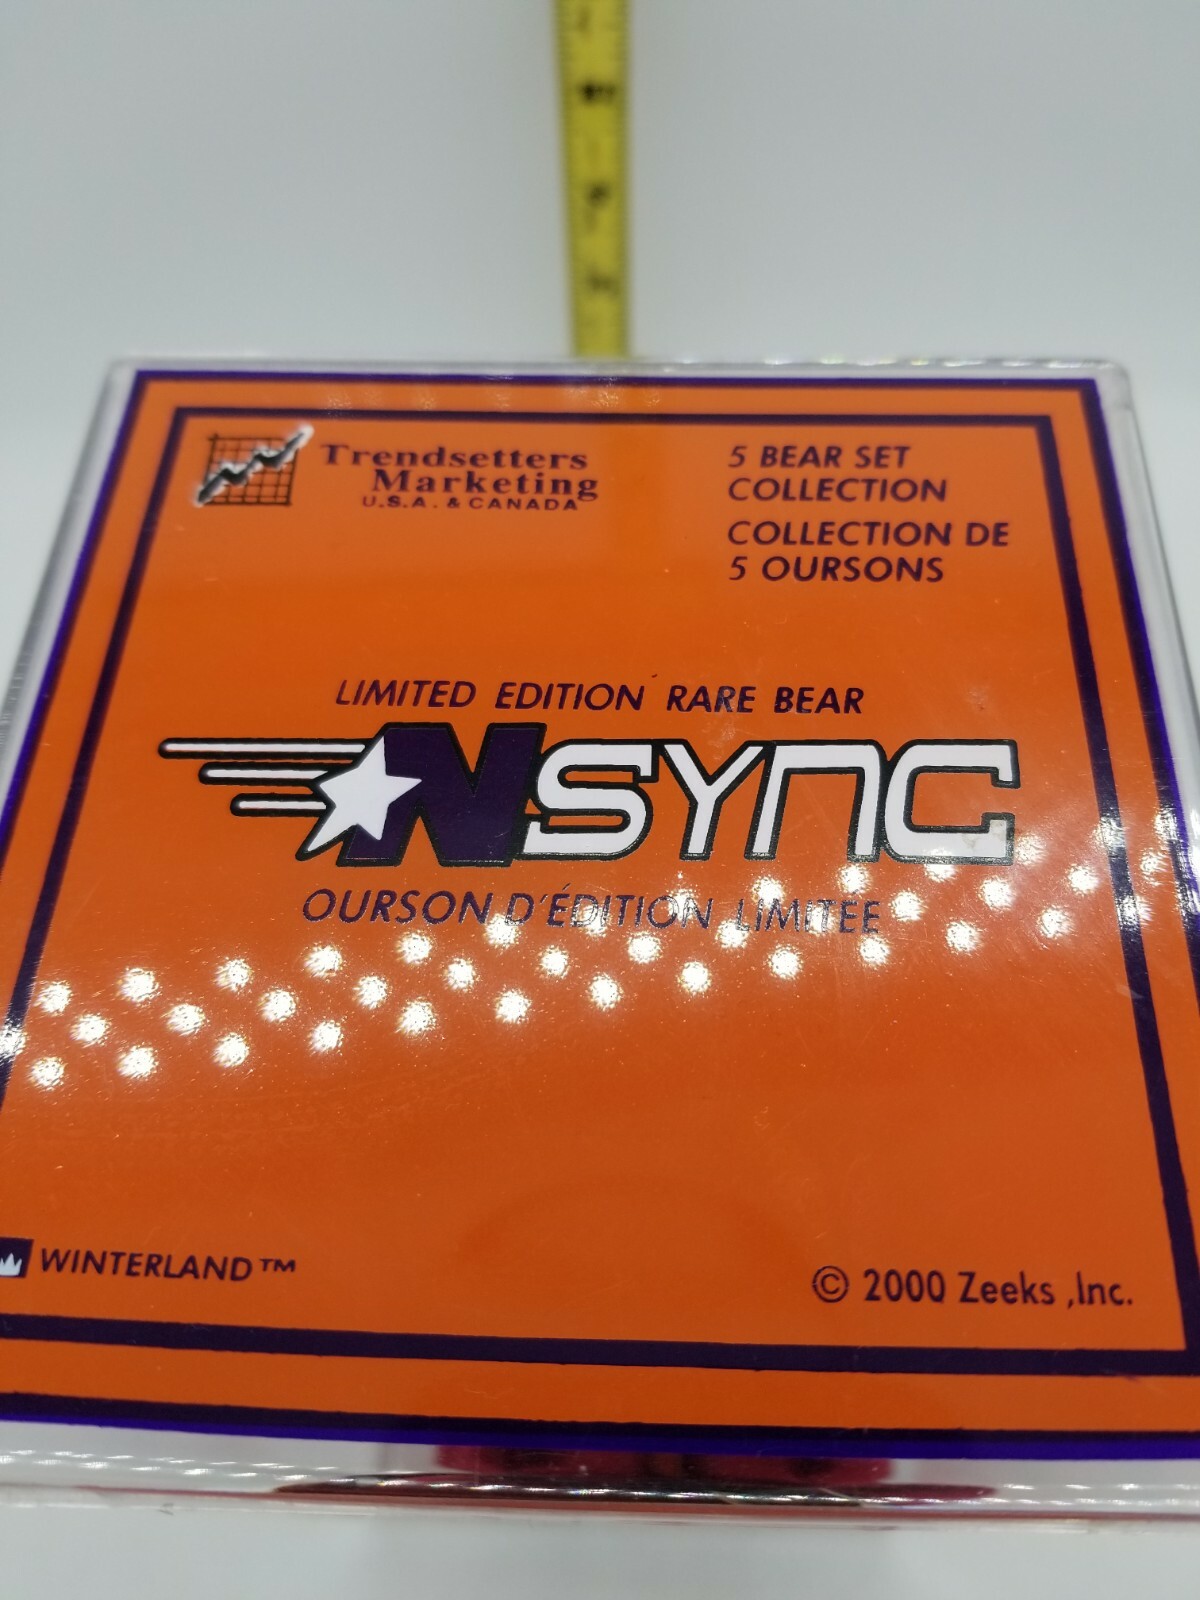 Trendsetters
Marketing
U.S.A. & CANADA
5 BEAR SET
COLLECTION
COLLECTION DE
5 OURSONS
LIMITED EDITION RARE BEAR
NSYNC
OURSON D'ÉDITION LIMITÉE
WINTERLAND™
© 2000 Zeeks ,Inc.